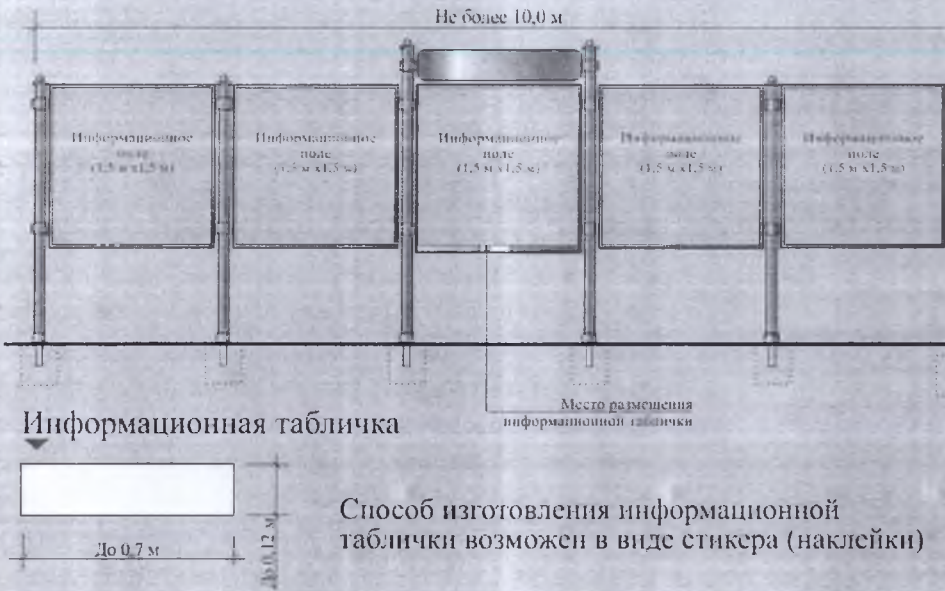 Не более 10,0 м
Информационное
поле
(1,5 м х1,5 м)
Информационное
поле
(1,5 м х1,5 м)
Информационное
поле
(1,5 м х1,5 м)
Информационное
поле
(1,5 м х1,5 м)
Информационное
поле
(1,5 м х1,5 м)
Место размещения
информационной таблички
Информационная табличка
До 0,7 м
До 0,12 м
Способ изготовления информационной
таблички возможен в виде стикера (наклейки)